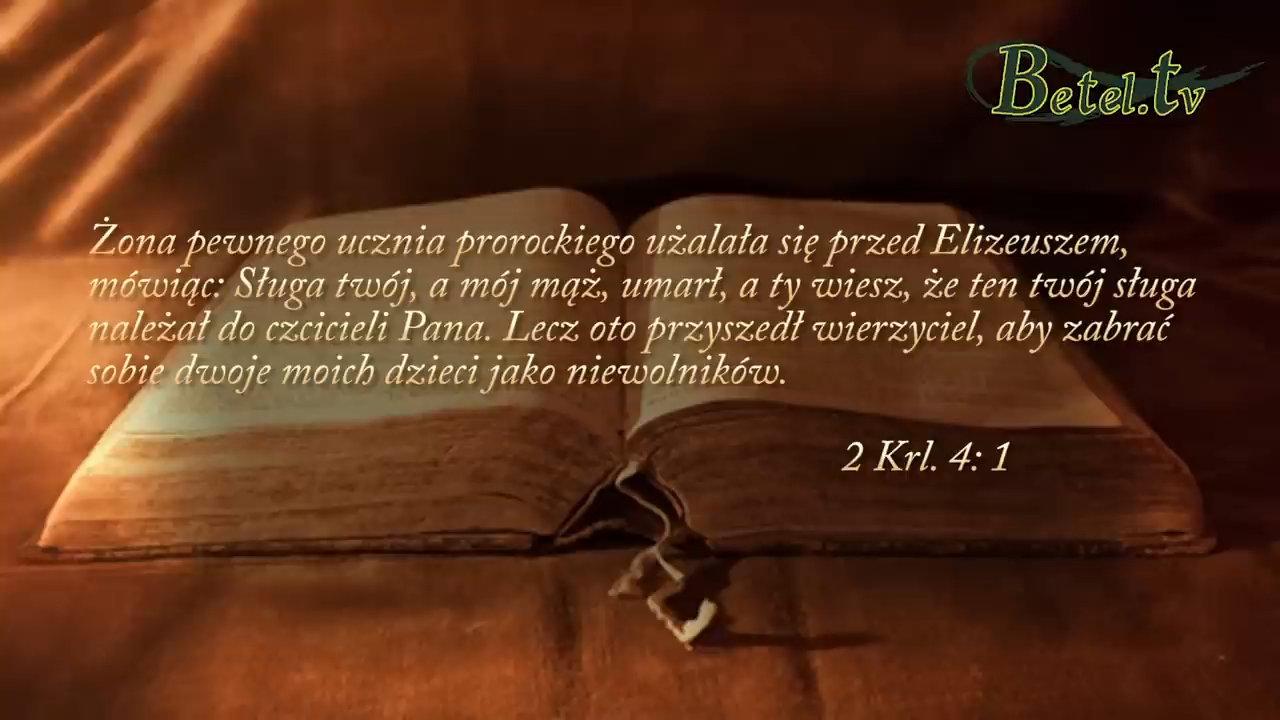 Betel.tv
Żona pewnego ucznia prorockiego użalała się przed Elizeuszem,
mówiąc: Sługa twój, a mój mąż, umarł, a ty wiesz, że ten twój sługa
należał do czcicieli Pana. Lecz oto przyszedł wierzyciel, aby zabrać
sobie dwoje moich dzieci jako niewolników.
2 Krl. 4: 1